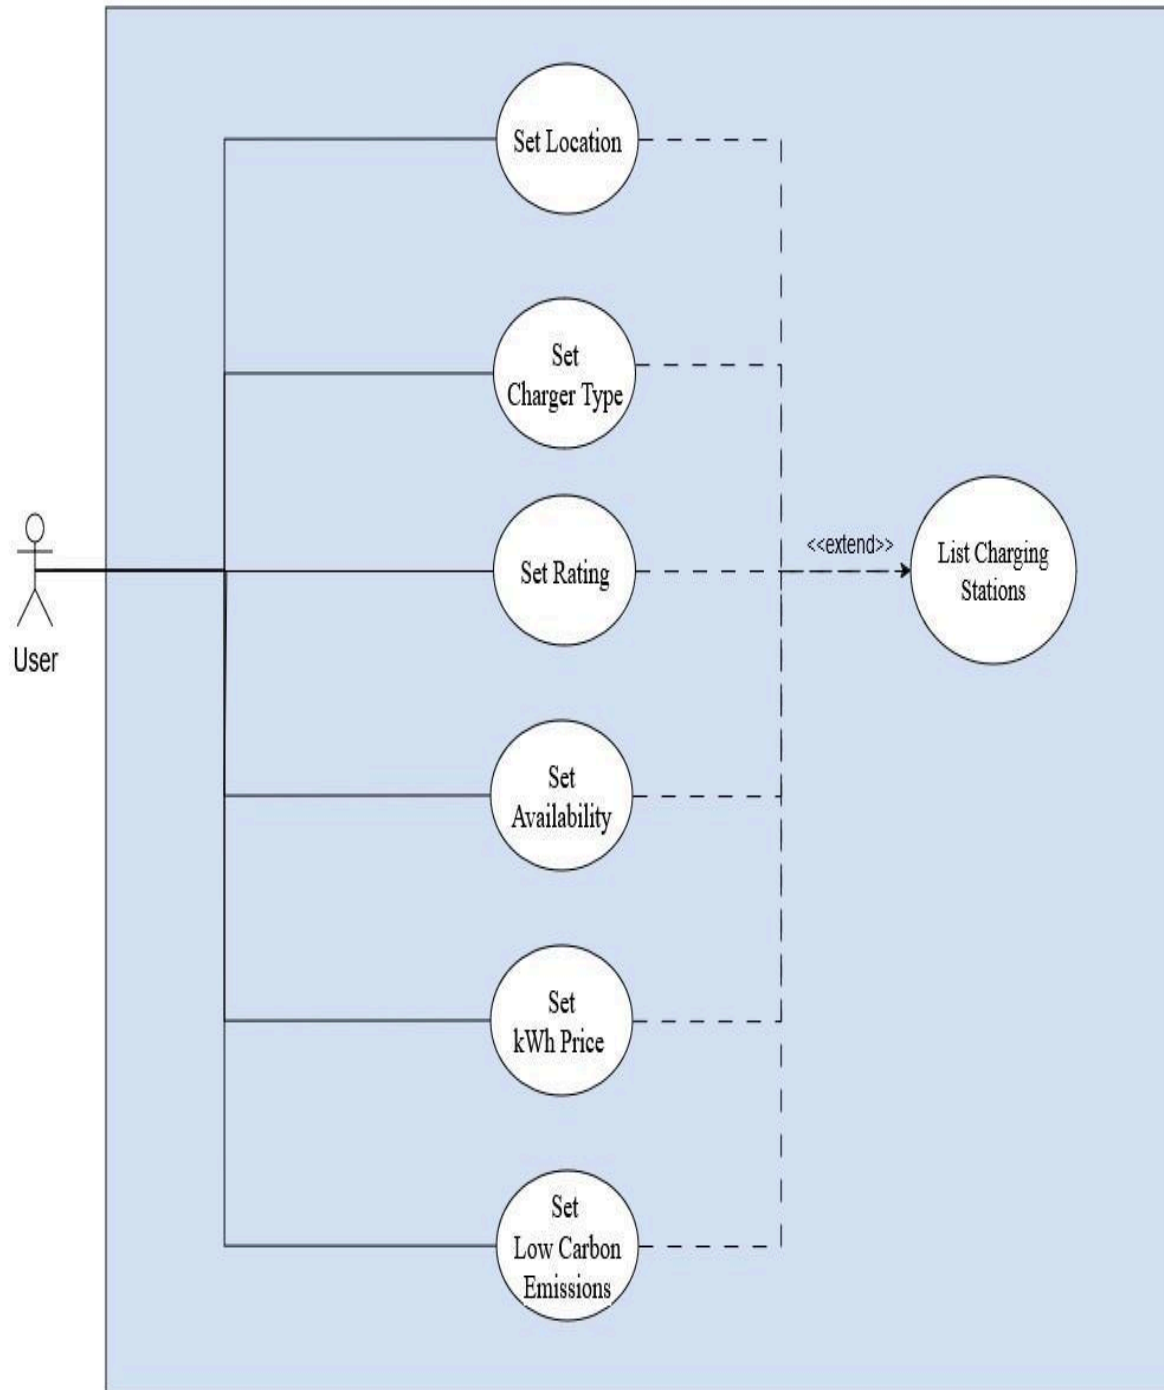 Set Location
Set
Charger Type
Set Rating
<<extend>>
List Charging
Stations
User
Set
Availability
Set
kWh Price
Set
Low Carbon
Emissions